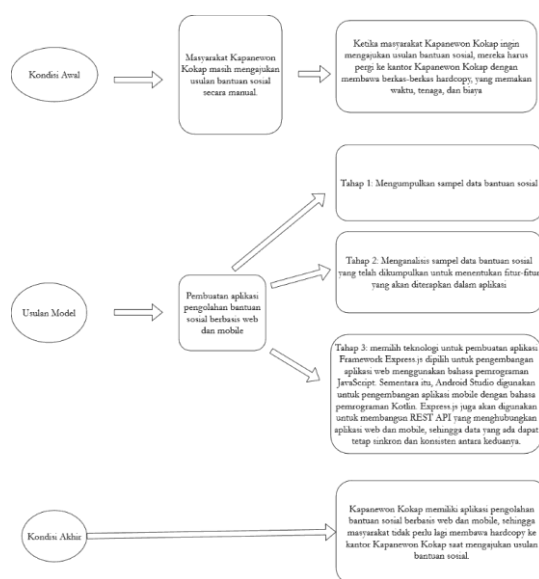 Kondisi Awal
Masyarakat Kapanewon
Kokap masih mengajukan
usulan bantuan sosial
secara manual.
Ketika masyarakat Kapanewon Kokap ingin
mengajukan usulan bantuan sosial, mereka harus
pergi ke kantor Kapanewon Kokap dengan
membawa berkas-berkas hardcopy, yang memakan
waktu, tenaga, dan biaya
Usulan Model
Pembuatan aplikasi
pengolahan bantuan
sosial berbasis web
dan mobile
Tahap 1: Mengumpulkan sampel data bantuan sosial
Tahap 2: Menganalisis sampel data bantuan sosial
yang telah dikumpulkan untuk menentukan fitur-fitur
yang akan diterapkan dalam aplikasi
Tahap 3: memilih teknologi untuk pembuatan aplikasi
Framework Express.js dipilih untuk pengembangan
aplikasi web menggunakan bahasa pemrograman
JavaScript. Sementara itu, Android Studio digunakan
untuk pengembangan aplikasi mobile dengan bahasa
pemrograman Kotlin. Express.js juga akan digunakan
untuk membangun REST API yang menghubungkan
aplikasi web dan mobile, sehingga data yang ada dapat
tetap sinkron dan konsisten antara keduanya.
Kondisi Akhir
Kapanewon Kokap memiliki aplikasi pengolahan
bantuan sosial berbasis web dan mobile, sehingga
masyarakat tidak perlu lagi membawa hardcopy ke
kantor Kapanewon Kokap saat mengajukan usulan
bantuan sosial.